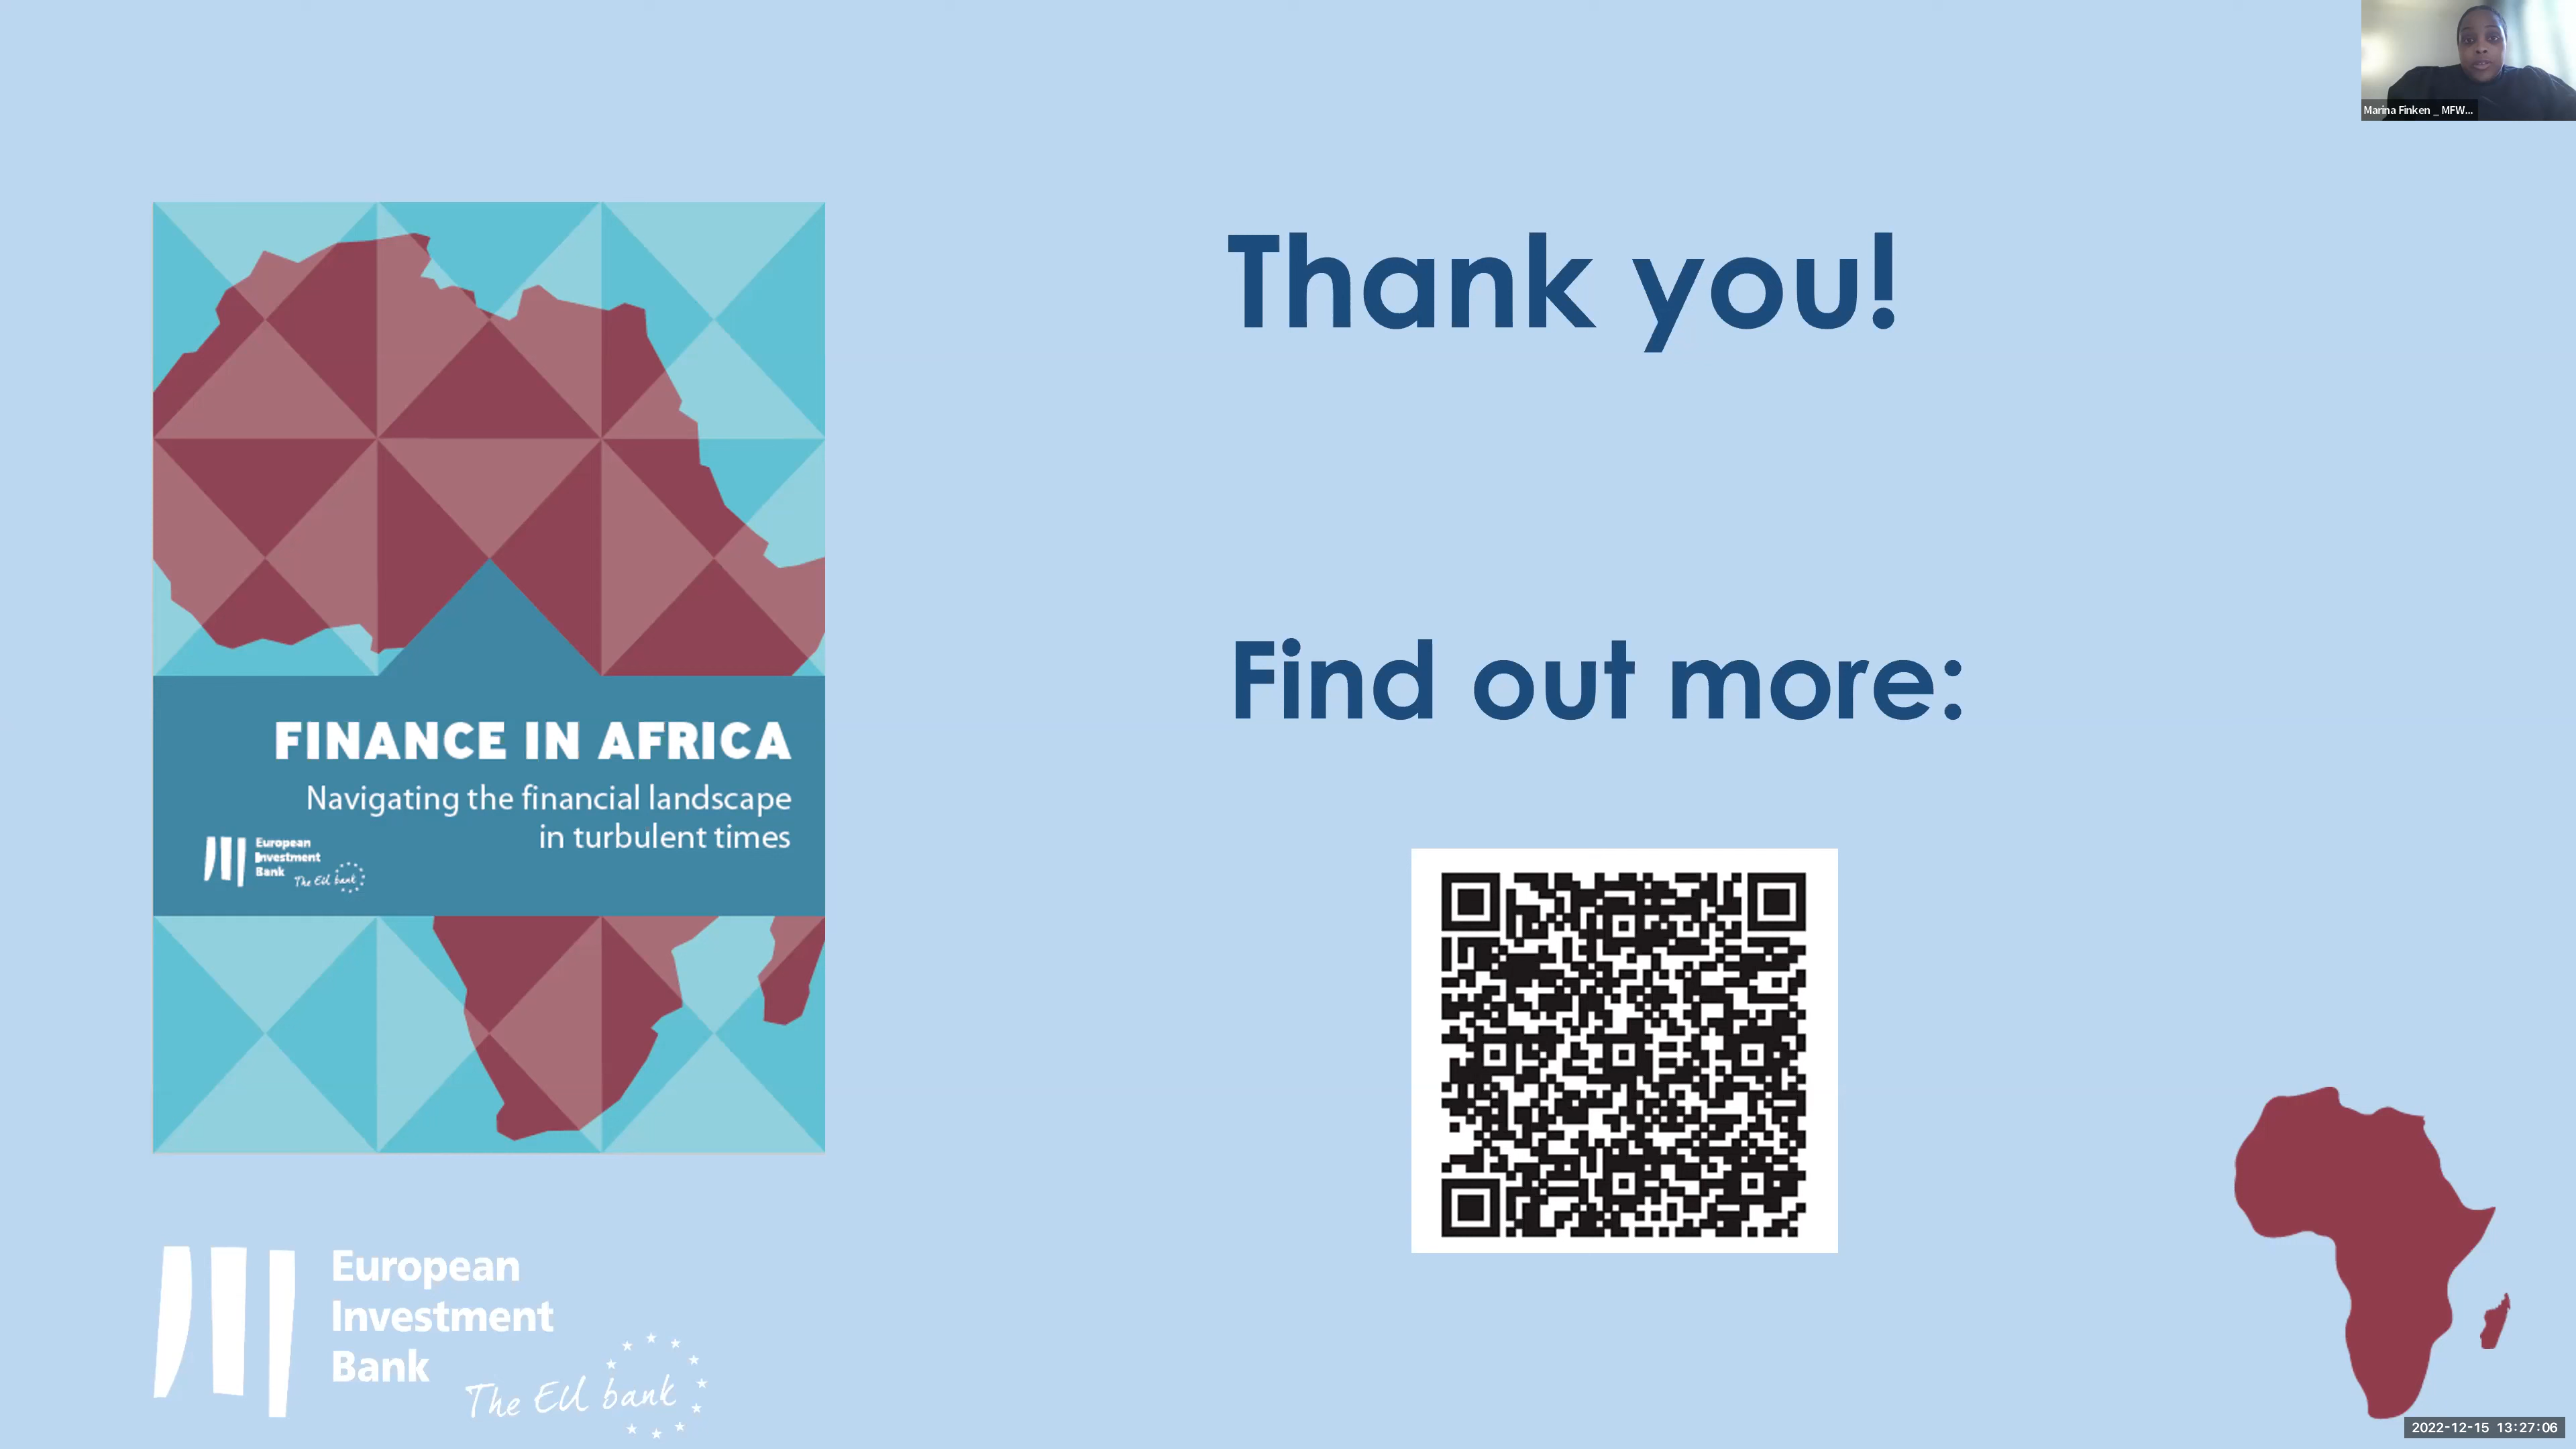 Marina Finken _ MFW...
Thank you!
Find out more:
FINANCE IN AFRICA
Navigating the financial landscape
in turbulent times
European
Investment
Bank
The EU bank
European
Investment
Bank
The EU bank
2022-12-15 13:27:06